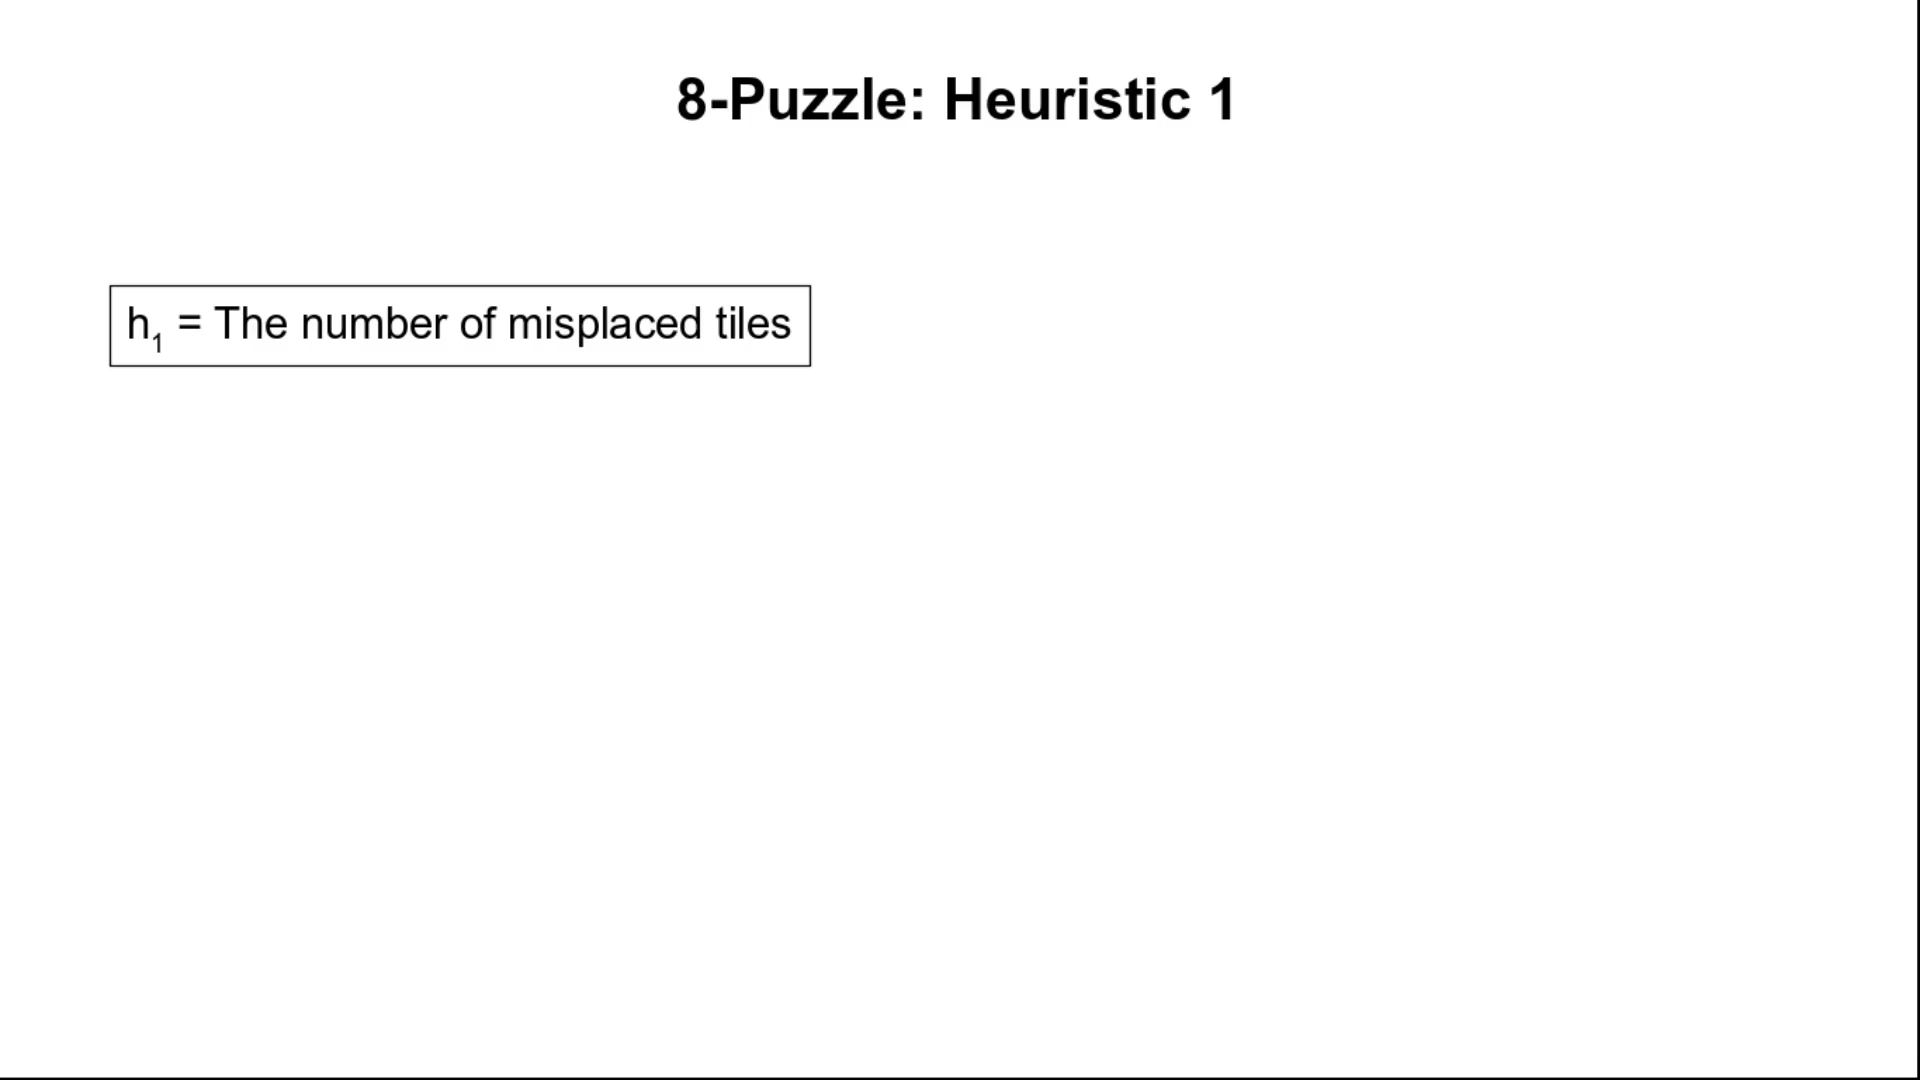 8-Puzzle: Heuristic 1
h₁ = The number of misplaced tiles